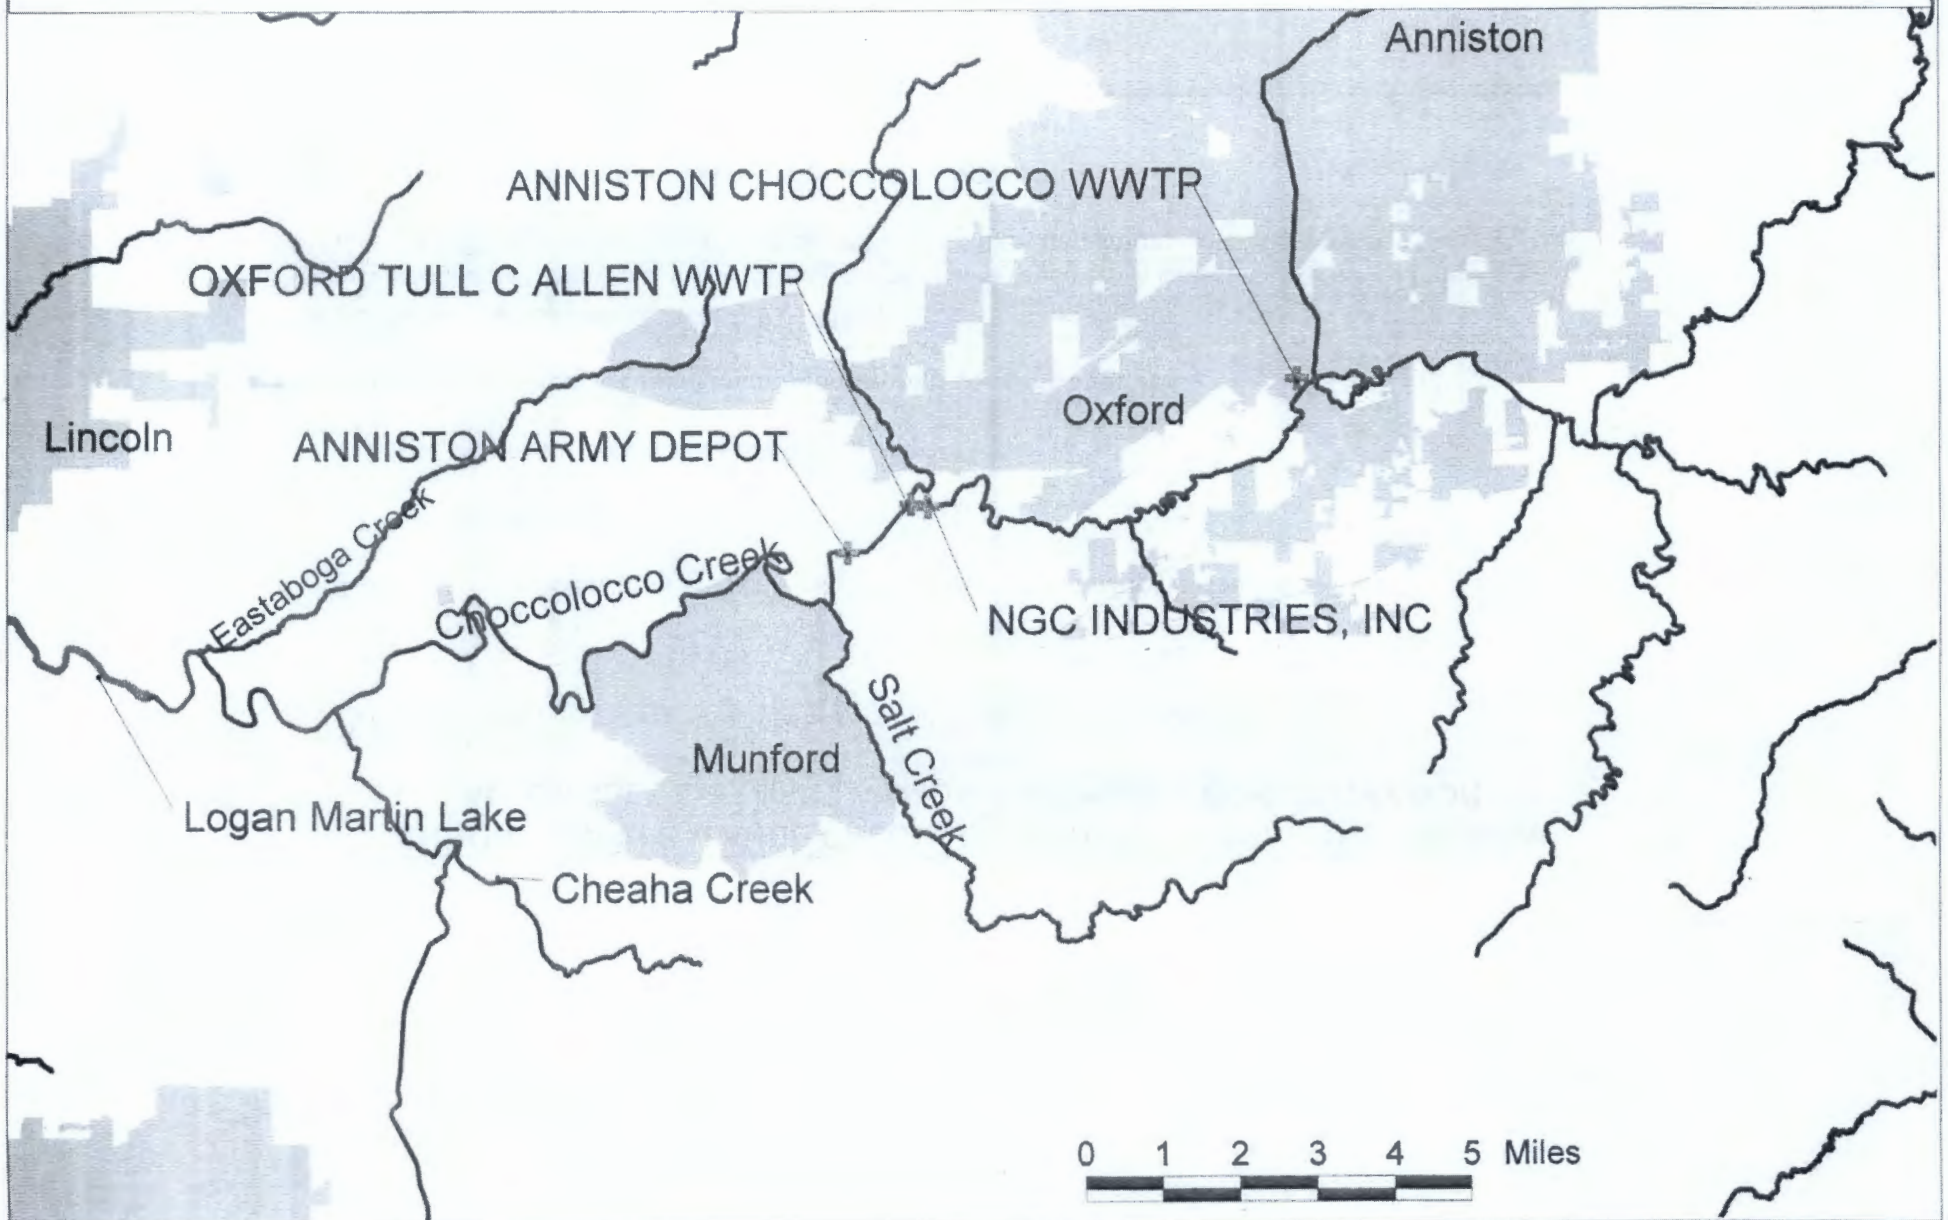 Anniston
ANNISTON CHOCCOLOCCO WWTP
OXFORD TULL C ALLEN WWTP
Oxford
Lincoln
ANNISTON ARMY DEPOT
Eastaboga Creek
Choccolocco Creek
NGC INDUSTRIES, INC
Salt Creek
Munford
Logan Martin Lake
Cheaha Creek
0 1 2 3 4 5 Miles